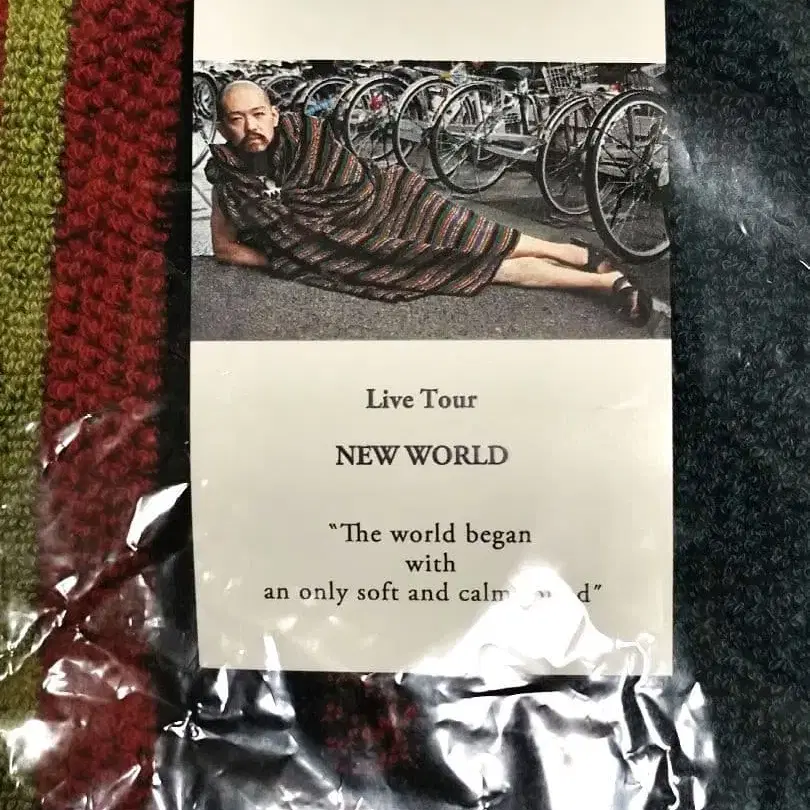 Live Tour
NEW WORLD
“The world began
with
an only soft and calm